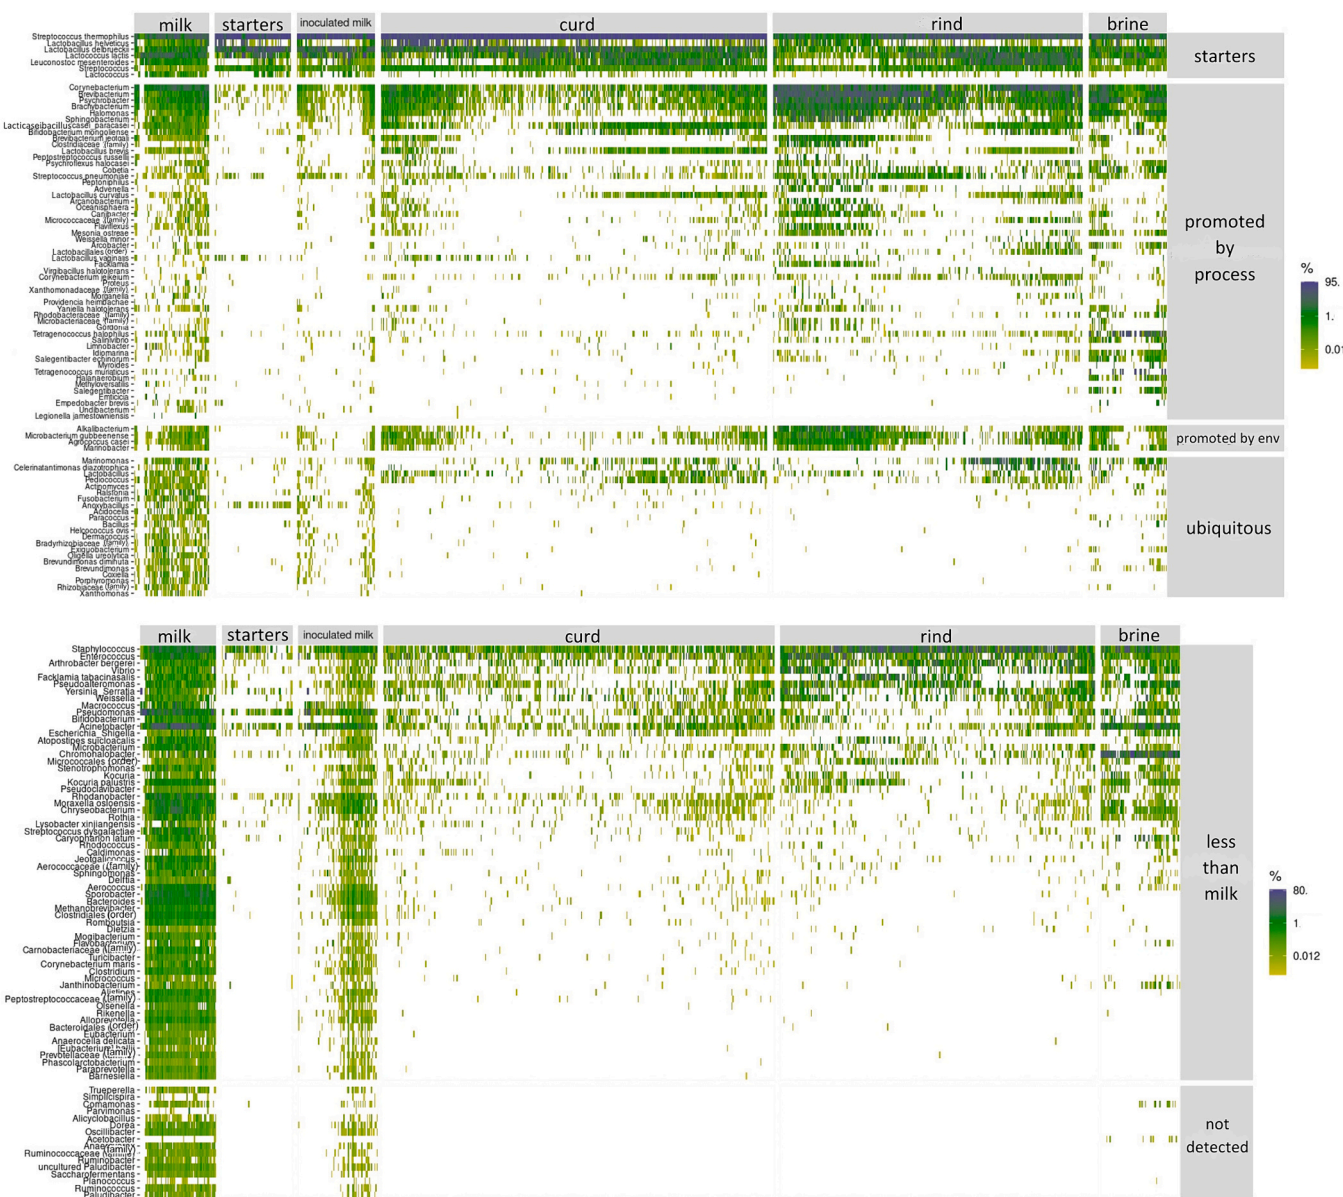 milk starters inoculated milk curd rind brine
Streptococcus thermophilus
Lactobacillus helveticus
Lactobacillus delbrueckii
Lactococcus lactis
Leuconostoc mesenteroides
Streptococcus
Lactococcus
starters
Corynebacterium
Brevibacterium
Psychrobacter
Brachybacterium
Halomonas
Sphingobacterium
Lacticaseibacillus casei_paracasei
Bifidobacterium mongoliense
Brevibacterium jeotgali
Clostridiaceae (family)
Lactobacillus brevis
Peptostreptococcus russellii
Psychroflexus halocasei
Cobetia
Streptococcus pneumoniae
Peptoniphilus
Advenella
Lactobacillus curvatus
Arcanobacterium
Oceanisphaera
Canibacter
Micrococcaceae (family)
Flaviflexus
Mesonia ostreae
Weissella minor
Arcobacter
Lactobacillales (order)
Lactobacillus vaginalis
Facklamia
Virgibacillus halotolerans
Corynebacterium jeikeium
Proteus
Xanthomonadaceae (family)
Morganella
Providencia heimbachae
Yaniella halotolerans
Rhodobacteraceae (family)
Microbacteriaceae (family)
Gordonia
Tetragenococcus halophilus
Salinivibrio
Limnobacter
Idiomarina
Salegentibacter echinorum
Myroides
Tetragenococcus muriaticus
Halanaerobium
Methyloversatilis
Salegentibacter
Emticicia
Empedobacter brevis
Undibacterium
Legionella jamestowniensis
promoted
by
process
%
95.
1.
0.01
Alkalibacterium
Microbacterium gubbeenense
Agrococcus casei
Marinobacter
promoted by env
Marinomonas
Celerinatantimonas diazotrophica
Lactobacillus
Pediococcus
Actinomyces
Ralstonia
Fusobacterium
Anoxybacillus
Acidocella
Paracoccus
Bacillus
Helcococcus ovis
Dermacoccus
Bradyrhizobiaceae (family)
Exiguobacterium
Oligella ureolytica
Brevundimonas diminuta
Brevundimonas
Coxiella
Porphyromonas
Rhizobiaceae (family)
Xanthomonas
ubiquitous
milk starters inoculated milk curd rind brine
Staphylococcus
Enterococcus
Arthrobacter bergerei
Vibrio
Facklamia tabacinasalis
Pseudoalteromonas
Yersinia_Serratia
Weissella
Macrococcus
Pseudomonas
Bifidobacterium
Acinetobacter
Escherichia_Shigella
Atopostipes suicloacalis
Microbacterium
Chromohalobacter
Micrococcales (order)
Stenotrophomonas
Kocuria
Kocuria palustris
Pseudoclavibacter
Rhodanobacter
Moraxella osloensis
Chryseobacterium
Rothia
Lysobacter xinjiangensis
Streptococcus dysgalactiae
Caryophanon latum
Rhodococcus
Caldimonas
Jeotgalicoccus
Aerococcaceae (family)
Sphingomonas
Delftia
Aerococcus
Sporobacter
Bacteroides
Methanobrevibacter
Clostridiales (order)
Romboutsia
Dietzia
Mogibacterium
Flavobacterium
Carnobacteriaceae (family)
Turicibacter
Corynebacterium maris
Clostridium
Micrococcus
Janthinobacterium
Alistipes
Peptostreptococcaceae (family)
Olsenella
Rikenella
Alloprevotella
Bacteroidales (order)
Eubacterium
Anaerocella delicata
[Eubacterium] hallii
Prevotellaceae (family)
Phascolarctobacterium
Paraprevotella
Barnesiella
less
than
milk
%
80.
1
0.012
Trueperella
Simplicispira
Comamonas
Parvimonas
Alicyclobacillus
Dorea
Oscillibacter
Acetobacter
Ruminococcaceae (family)
Ruminobacter
uncultured Paludibacter
Saccharofermentans
Planococcus
Ruminococcus
Paludibacter
not
detected